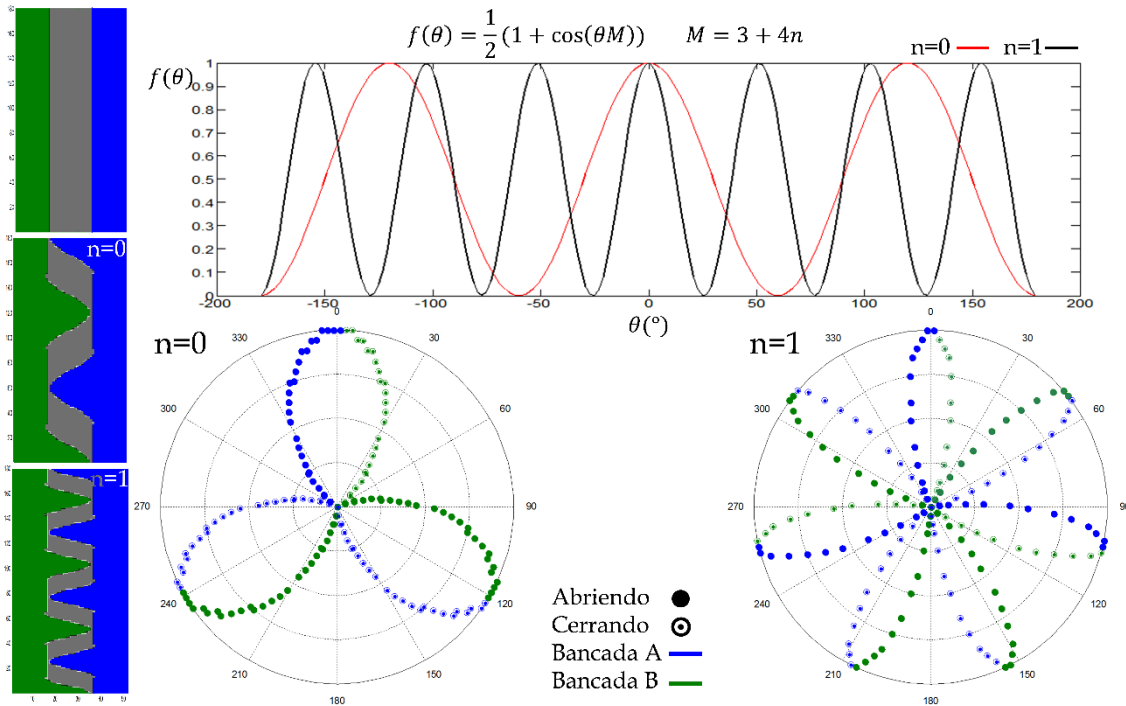 f(θ) = 1/2 (1 + cos(θM)) M = 3 + 4n
n=0 n=1
f(θ)
1
0.9
0.8
0.7
0.6
0.5
0.4
0.3
0.2
0.1
0
-200 -150 -100 -50 0 50 100 150 200
θ(°)
n=0
n=1
n=0
0
30
60
90
120
150
180
210
240
270
300
330
n=1
0
30
60
90
120
150
180
210
240
270
300
330
Abriendo
Cerrando
Bancada A
Bancada B